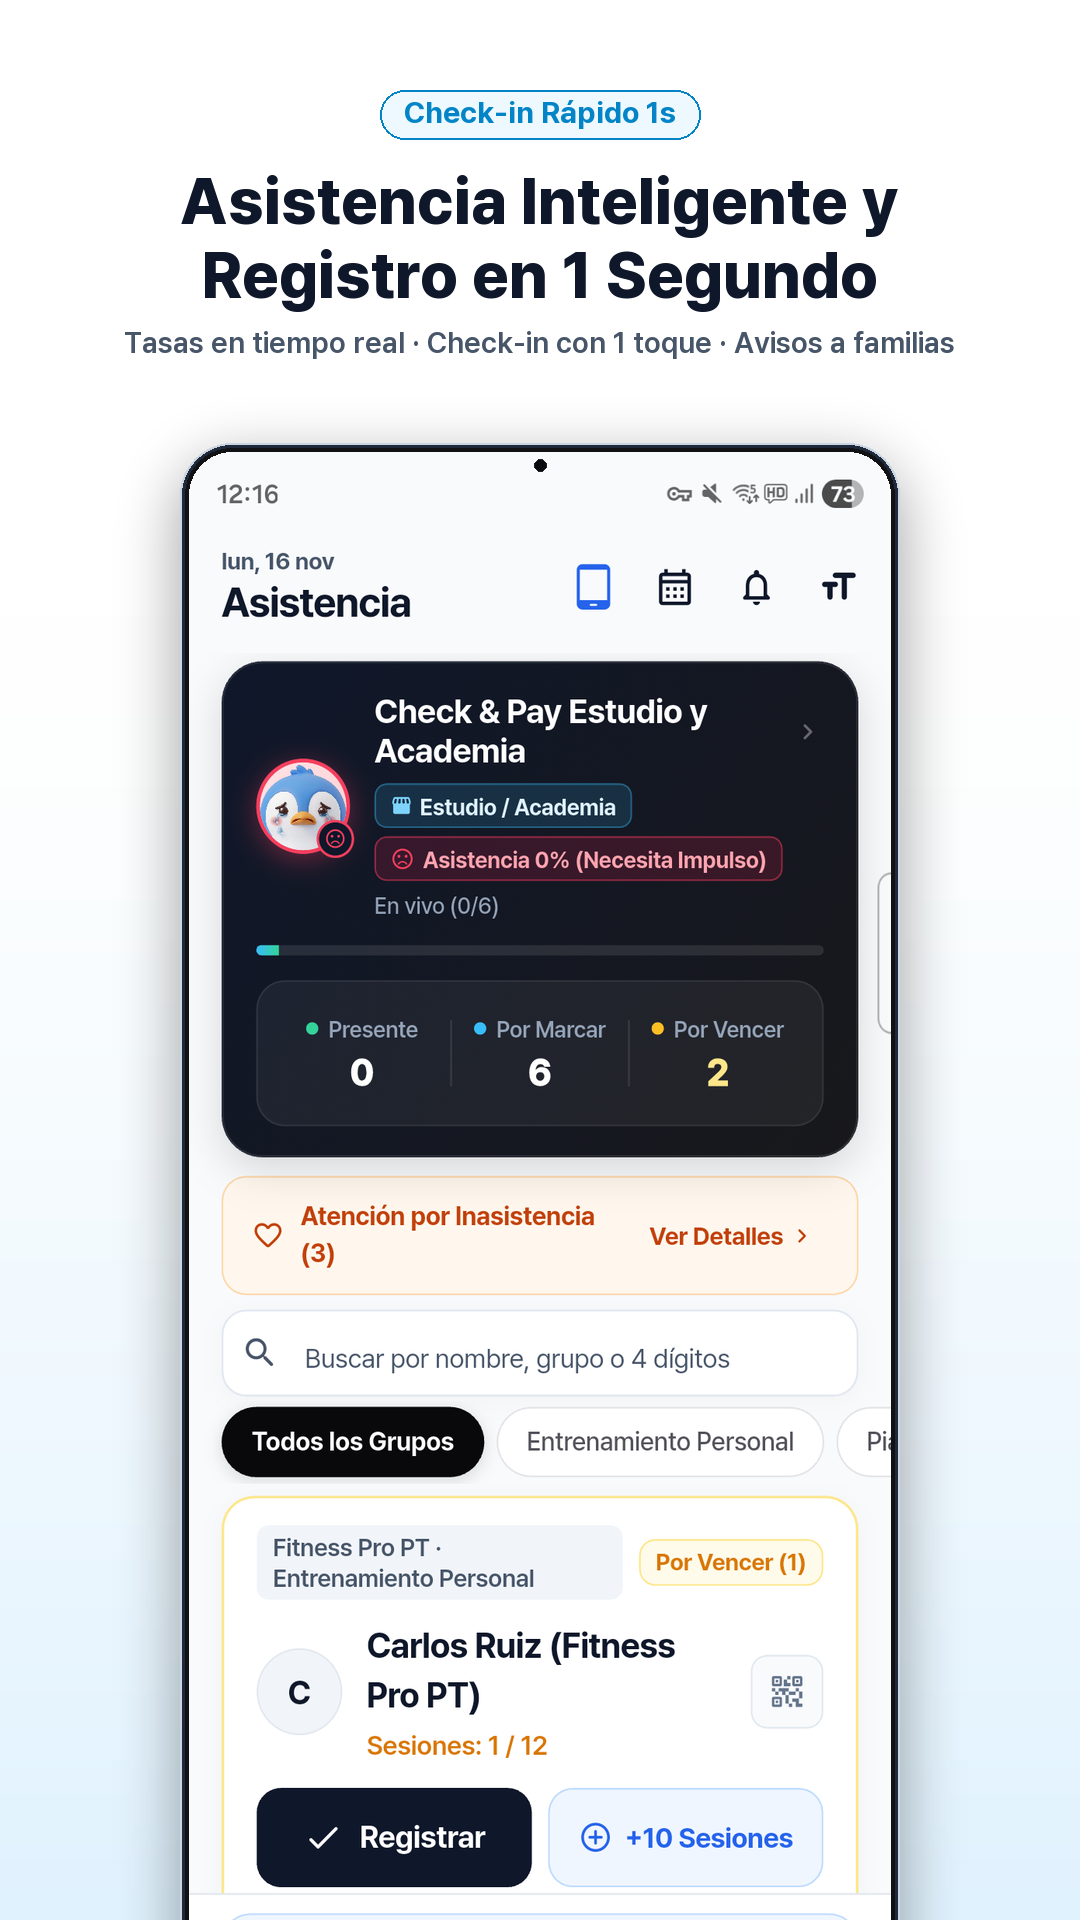 Check-in Rápido 1s
Asistencia Inteligente y
Registro en 1 Segundo
Tasas en tiempo real · Check-in con 1 toque · Avisos a familias
12:16
5
HD
73
lun, 16 nov
Asistencia
Check & Pay Estudio y
Academia
Estudio / Academia
Asistencia 0% (Necesita Impulso)
En vivo (0/6)
Presente
Por Marcar
Por Vencer
0
6
2
Atención por Inasistencia
(3)
Ver Detalles
Buscar por nombre, grupo o 4 dígitos
Todos los Grupos
Entrenamiento Personal
Fitness Pro PT ·
Entrenamiento Personal
Por Vencer (1)
C
Carlos Ruiz (Fitness
Pro PT)
Sesiones: 1 / 12
Registrar
+10 Sesiones